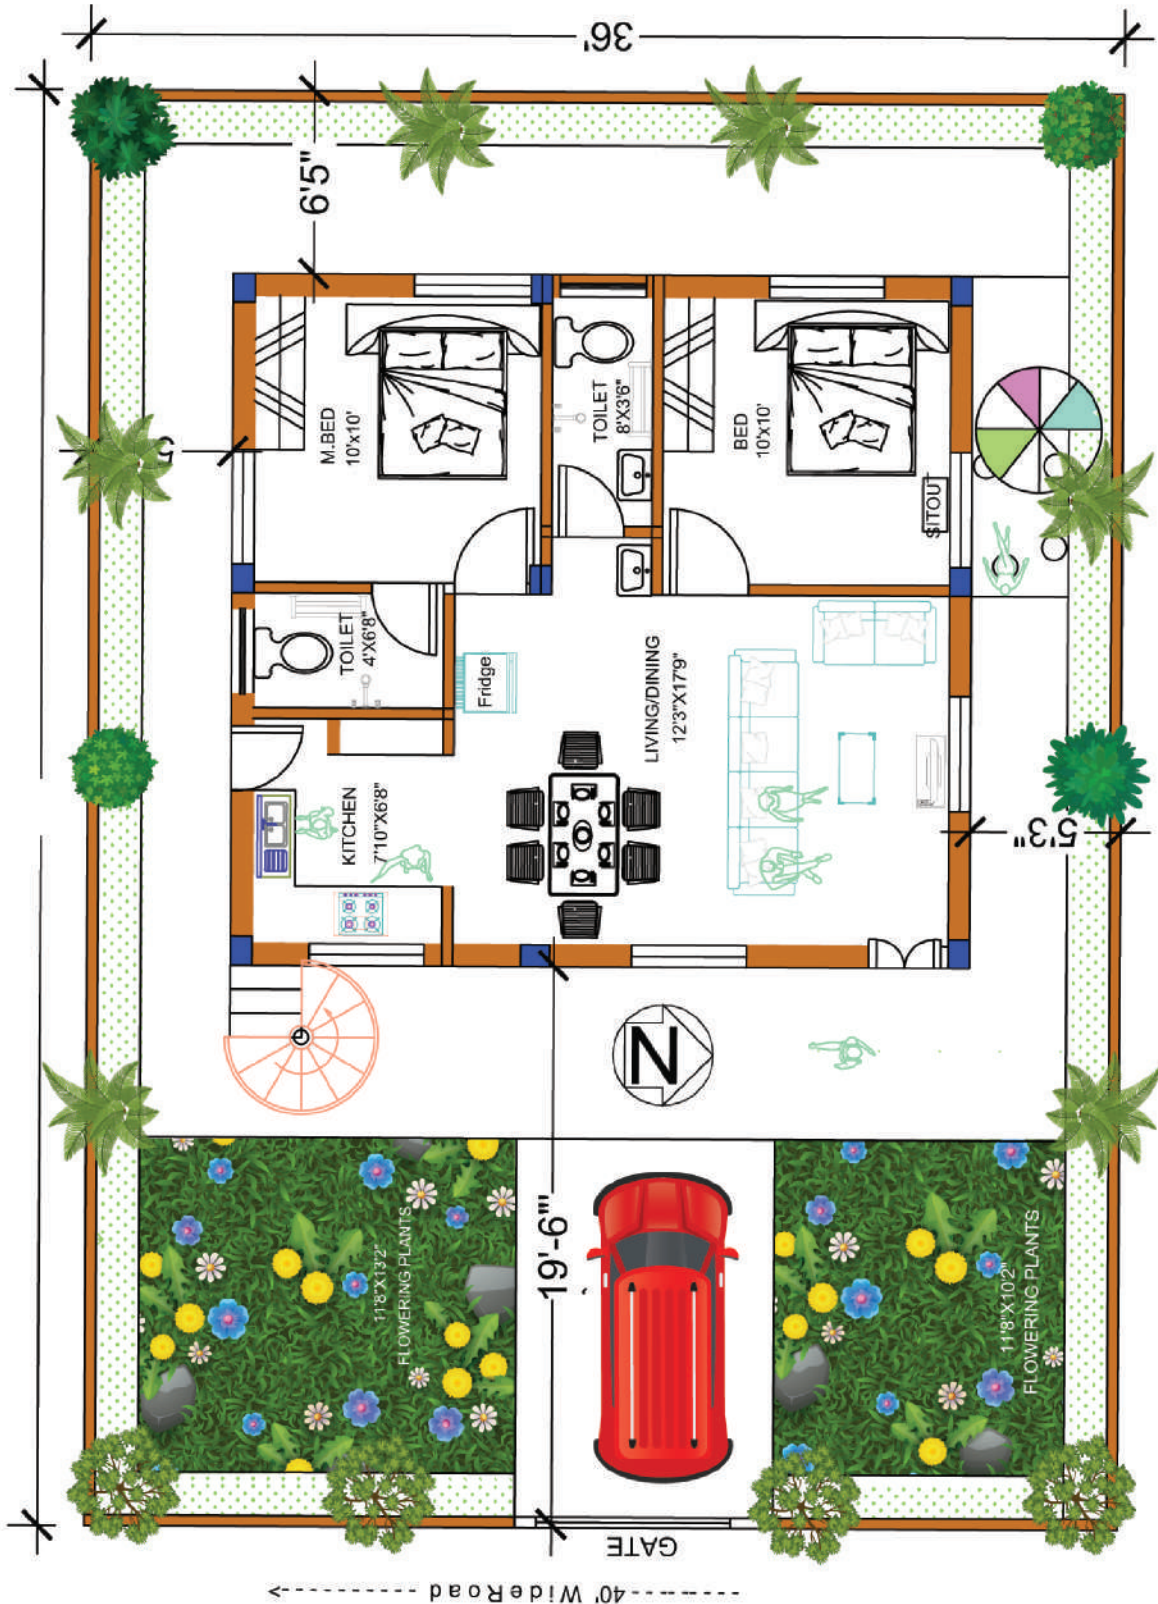 36'
6'5"
5'
M.BED
10'x10'
TOILET
8'X3'6"
BED
10'x10'
SITOUT
TOILET
4'X6'8"
Fridge
LIVING/DINING
12'3"X17'9"
KITCHEN
7'10"X6'8"
5'3"
N
19'-6'"
11'8"X13'2"
FLOWERING PLANTS
11'8"X10'2"
FLOWERING PLANTS
GATE
40' WideRoad